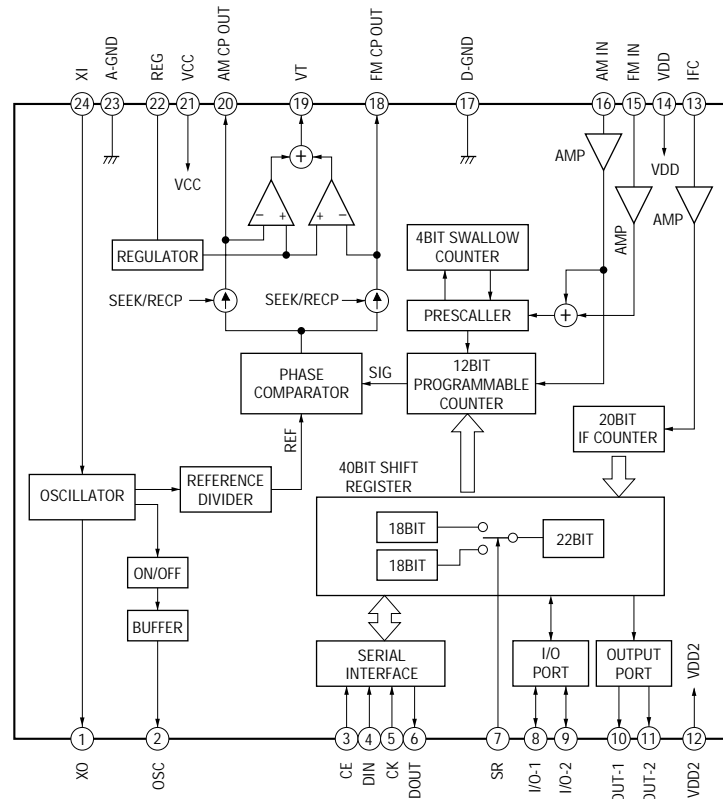 XI
A-GND
REG
VCC
AM CP OUT
VT
FM CP OUT
D-GND
AM IN
FM IN
VDD
IFC
24
23
22
21
20
19
18
17
16
15
14
13
AMP
VDD
VCC
+
AMP
AMP
− +
+ −
REGULATOR
4BIT SWALLOW
COUNTER
SEEK/RECP
SEEK/RECP
PRESCALLER
+
PHASE
COMPARATOR
SIG
12BIT
PROGRAMMABLE
COUNTER
20BIT
IF COUNTER
REF
OSCILLATOR
REFERENCE
DIVIDER
40BIT SHIFT
REGISTER
18BIT
18BIT
22BIT
ON/OFF
BUFFER
SERIAL
INTERFACE
I/O
PORT
OUTPUT
PORT
VDD2
1
2
3
4
5
6
7
8
9
10
11
12
XO
OSC
CE
DIN
CK
DOUT
SR
I/O-1
I/O-2
OUT-1
OUT-2
VDD2